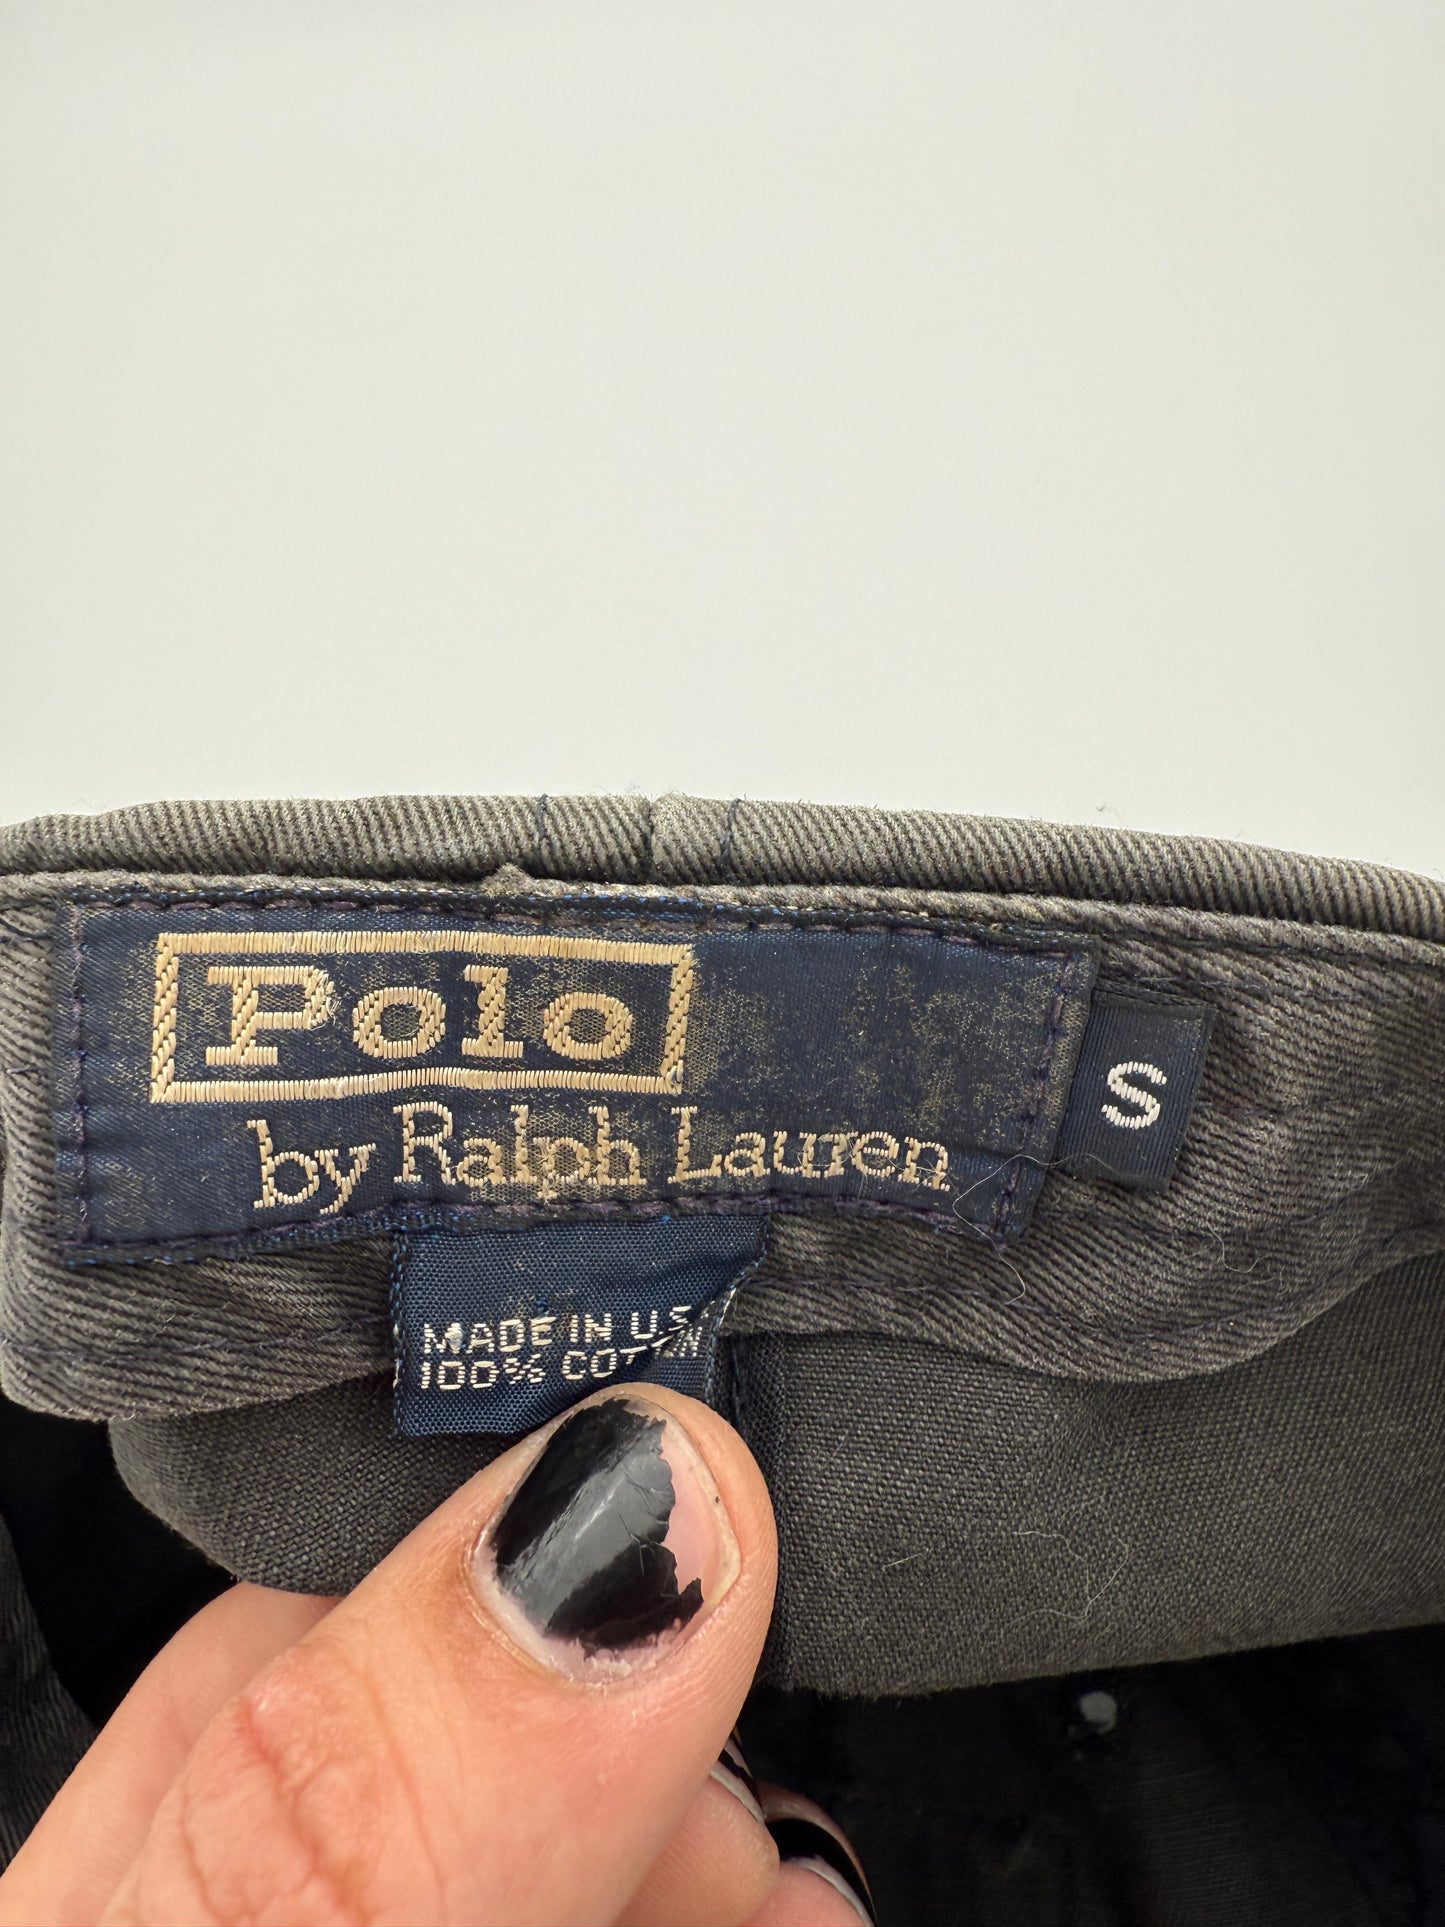 Polo
by Ralph Lauren
S
MADE IN U.S
100% COTTON